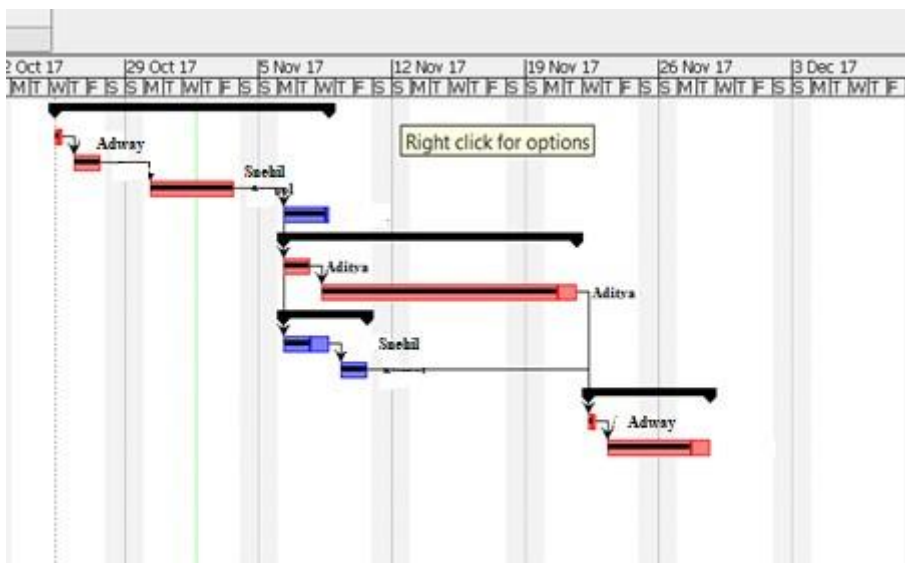 2 Oct 17 29 Oct 17 5 Nov 17 12 Nov 17 19 Nov 17 26 Nov 17 3 Dec 17
M T W T F S S M T W T F S S M T W T F S S M T W T F S S M T W T F S S M T W T F S S M T W T F
Right click for options
Adway
Snehil
Aditya
Aditya
Snehil
Adway